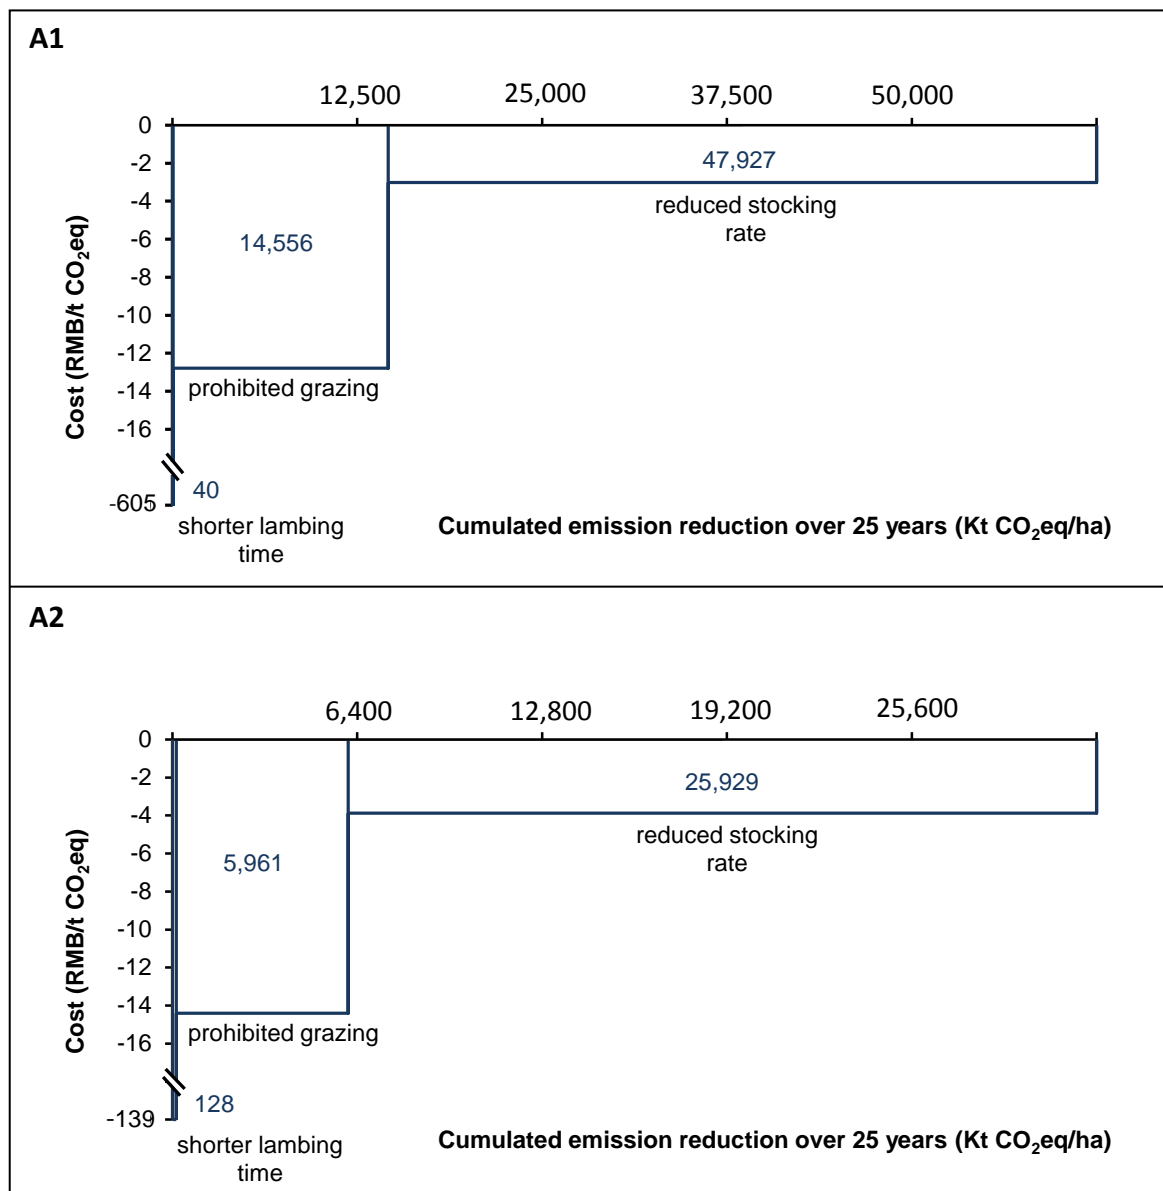 A1
12,500 25,000 37,500 50,000
0
-2
-4
-6
-8
-10
-12
-14
-16
-605
Cost (RMB/t CO₂eq)
47,927
reduced stocking
rate
14,556
prohibited grazing
40
shorter lambing
time
Cumulated emission reduction over 25 years (Kt CO₂eq/ha)
A2
6,400 12,800 19,200 25,600
0
-2
-4
-6
-8
-10
-12
-14
-16
-139
Cost (RMB/t CO₂eq)
25,929
reduced stocking
rate
5,961
prohibited grazing
128
shorter lambing
time
Cumulated emission reduction over 25 years (Kt CO₂eq/ha)